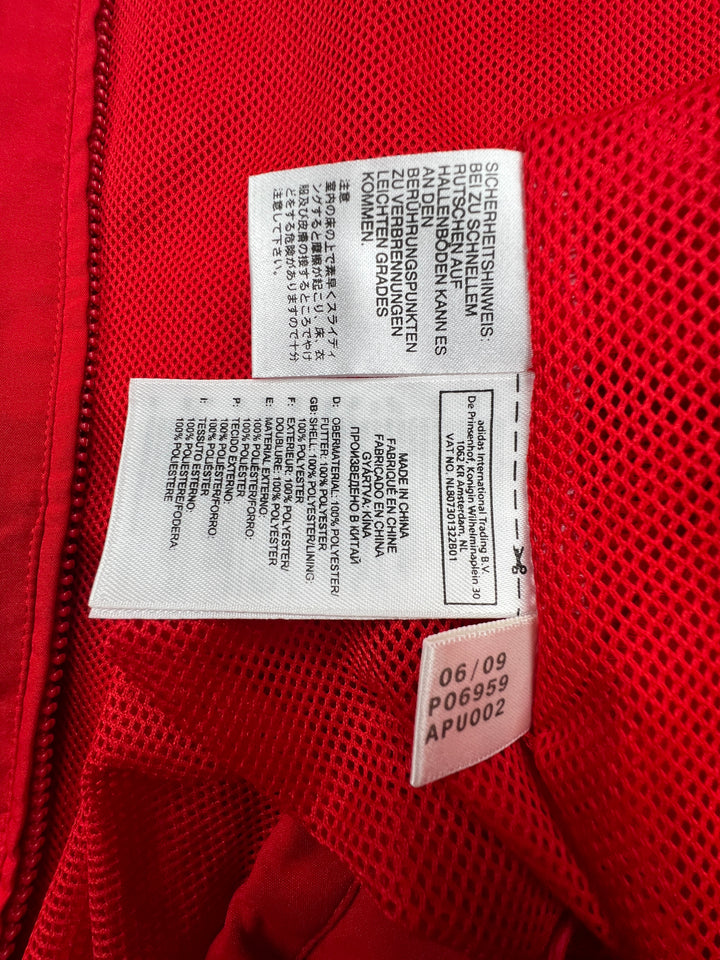 SICHERHEITSHINWEIS:
BEI ZU SCHNELLEM
RUTSCHEN AUF
HALLENBÖDEN KANN ES
AN DEN
BERÜHRUNGSPUNKTEN
ZU VERBRENNUNGEN
LEICHTEN GRADES
KOMMEN.
注意
室内の床の上で素早くスライディ
ングすると摩擦が起こり、床、衣
服及び皮膚の接するところでやけ
どをする危険がありますので十分
注意して下さい。
adidas International Trading B.V.
De Prinsenhof, Konigin Wilhelminaplein 30
1062 KR Amsterdam, NL
VAT NO. NL807301322B01
MADE IN CHINA
FABRIQUÉ EN CHINE
FABRICADO EN CHINA
GYÁRTVA: KÍNA
ПРОИЗВЕДЕНО В КИТАЙ
D: OBERMATERIAL: 100% POLYESTER/
FUTTER: 100% POLYESTER
GB: SHELL: 100% POLYESTER/LINING:
100% POLYESTER
F: EXTERIEUR: 100% POLYESTER/
DOUBLURE: 100% POLYESTER
E: MATERIAL EXTERNO:
100% POLIÉSTER/FORRO:
100% POLIÉSTER
P: TECIDO EXTERNO:
100% POLIÉSTER/FORRO:
100% POLIÉSTER
I: TESSUTO ESTERNO:
100% POLIESTERE/FODERA:
100% POLIESTERE
06/09
P06959
APU002